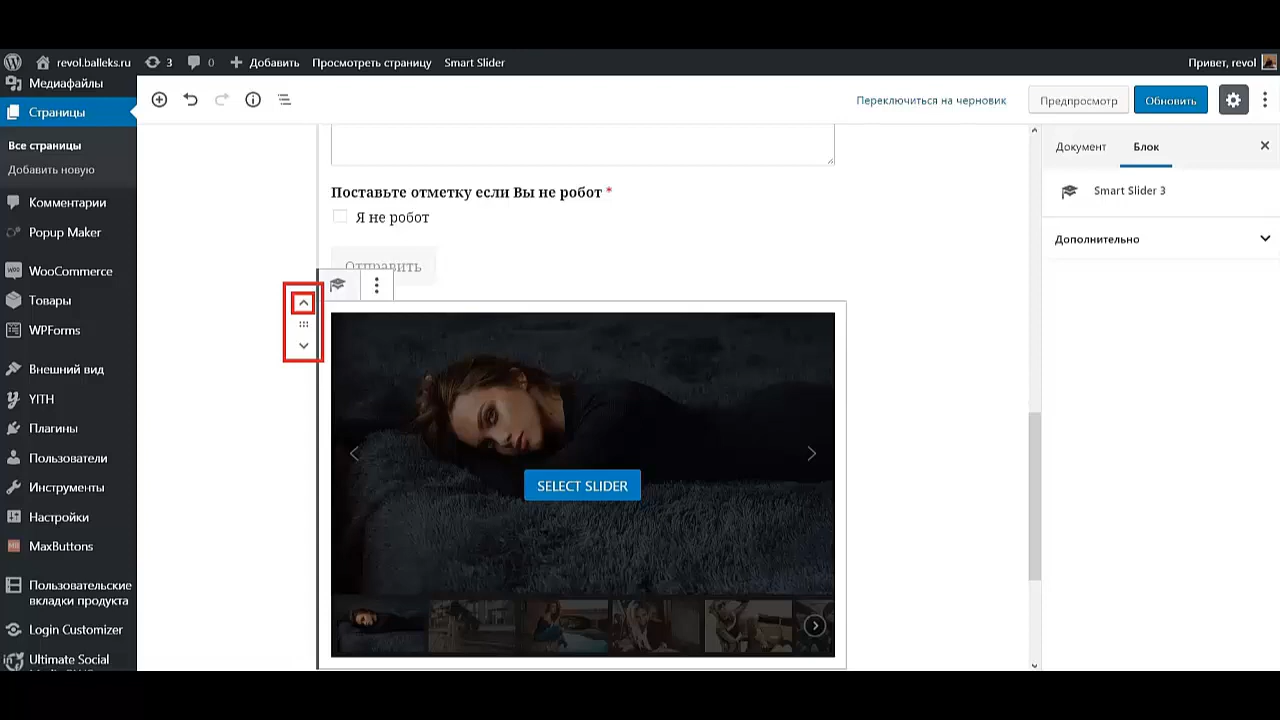 revol.balleks.ru
3
0
Добавить
Просмотреть страницу
Smart Slider
Привет, revol
Медиафайлы
Страницы
Все страницы
Добавить новую
Комментарии
Popup Maker
WooCommerce
Товары
WPForms
Внешний вид
YITH
Плагины
Пользователи
Инструменты
Настройки
MaxButtons
Пользовательские
вкладки продукта
Login Customizer
Ultimate Social
Переключиться на черновик
Предпросмотр
Обновить
Поставьте отметку если Вы не робот *
Я не робот
Отправить
SELECT SLIDER
Документ
Блок
Smart Slider 3
Дополнительно